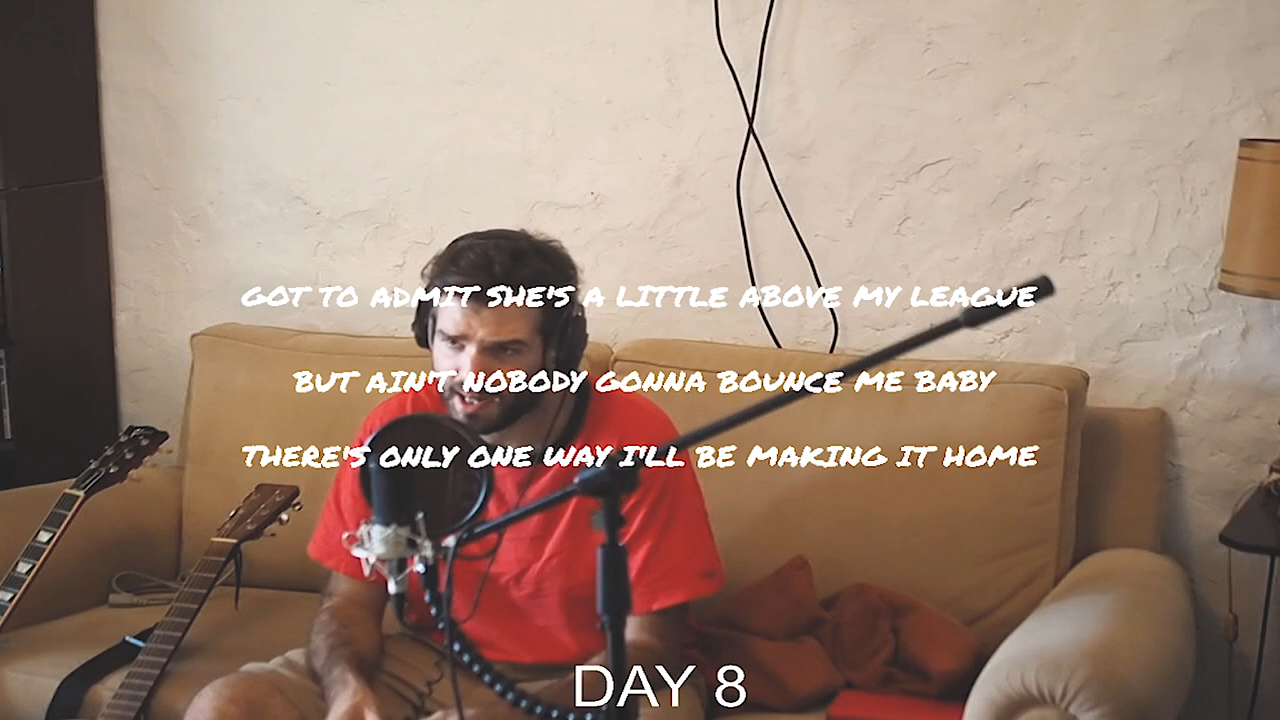 GOT TO ADMIT SHE'S A LITTLE ABOVE MY LEAGUE
BUT AIN'T NOBODY GONNA BOUNCE ME BABY
THERE'S ONLY ONE WAY I'LL BE MAKING IT HOME
DAY 8